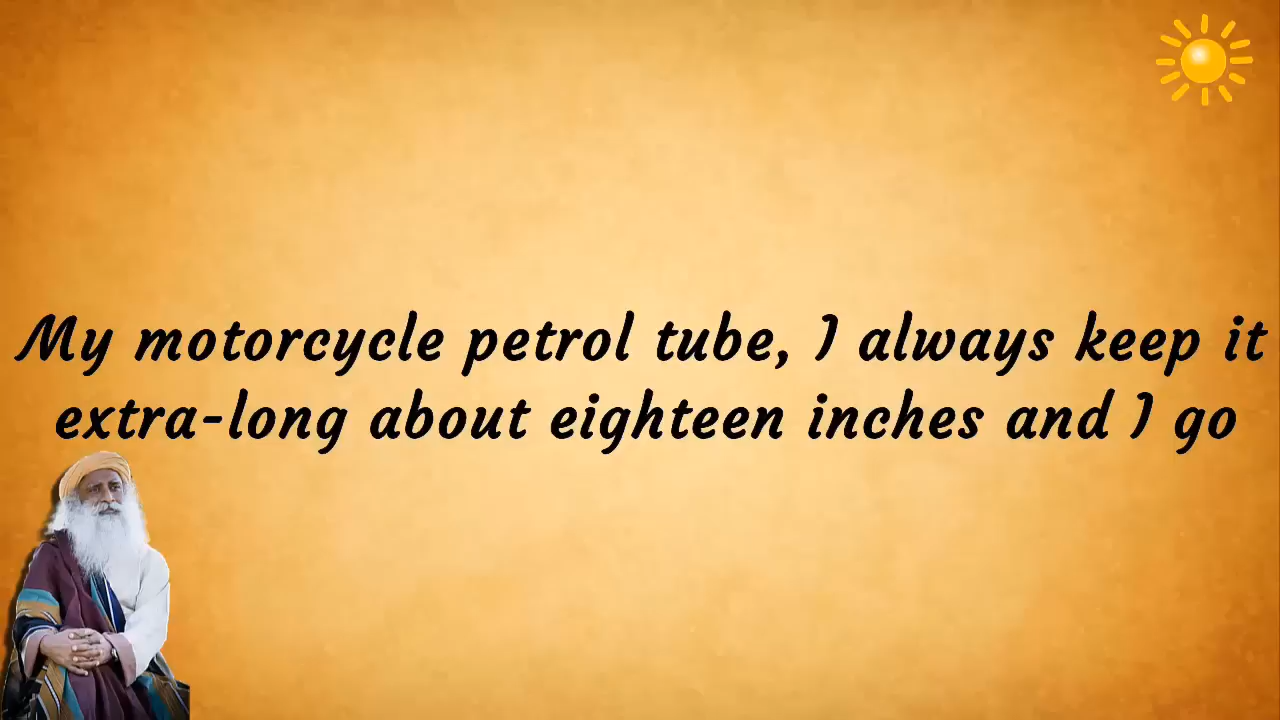 My motorcycle petrol tube, I always keep it
extra-long about eighteen inches and I go